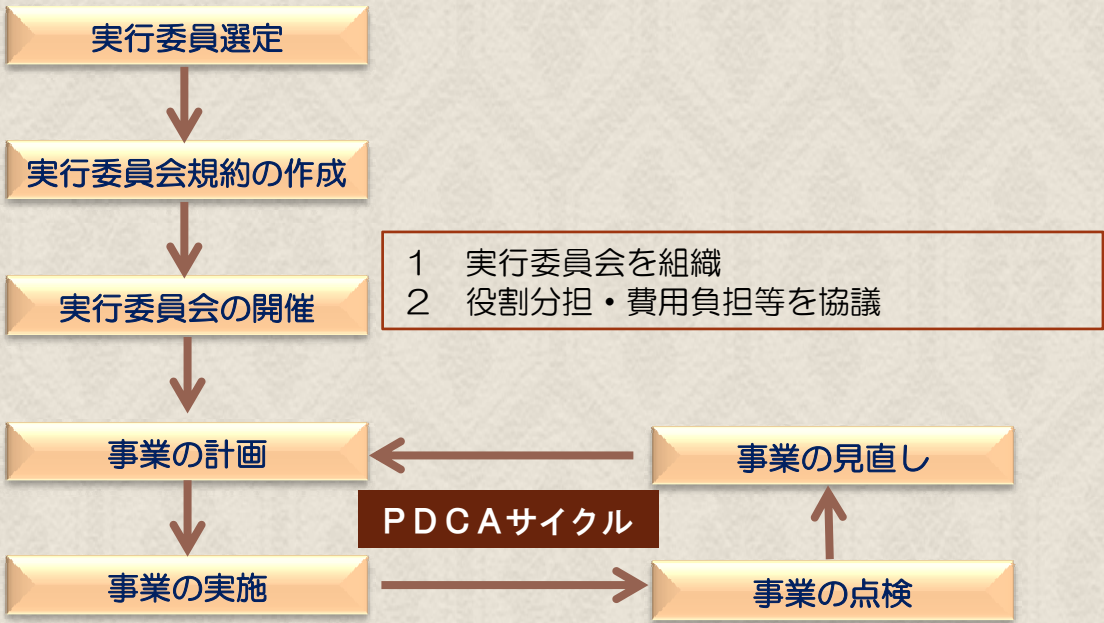 実行委員選定
実行委員会規約の作成
実行委員会の開催
１　実行委員会を組織
２　役割分担・費用負担等を協議
事業の計画
事業の見直し
ＰＤＣＡサイクル
事業の実施
事業の点検